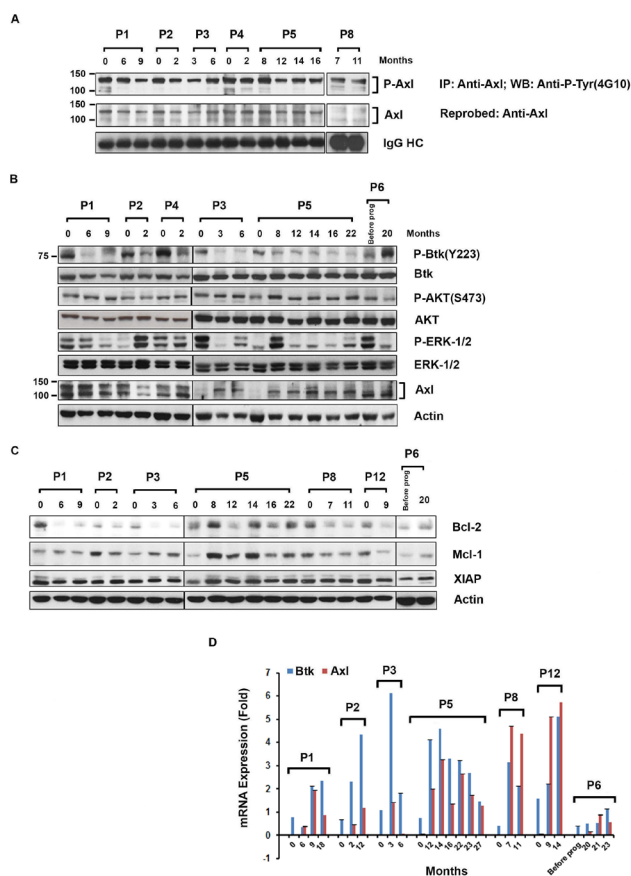 A
P1 P2 P3 P4 P5 P8
0 6 9 0 2 3 6 0 2 8 12 14 16 7 11 Months
150
100
P-Axl IP: Anti-Axl; WB: Anti-P-Tyr(4G10)
150
100
Axl Reprobed: Anti-Axl
IgG HC
B
P1 P2 P4 P5 P6
0 6 9 0 2 0 2 0 3 6 0 8 12 14 16 22 Before prog 20 Months
75
P-Btk(Y223)
Btk
P-AKT(S473)
AKT
P-ERK-1/2
ERK-1/2
150
100
Axl
Actin
C
P1 P2 P3 P5 P8 P12 P6
0 6 9 0 2 0 3 6 0 8 12 14 16 22 0 7 11 0 9 Before prog 20
Bcl-2
Mcl-1
XIAP
Actin
D
Btk Axl
mRNA Expression (Fold)
7
6
5
4
3
2
1
0
-1
P1 P2 P3 P5 P8 P12 P6
0 6 9 18 0 2 12 0 3 6 0 12 14 16 22 23 27 0 7 11 0 9 14 Before prog 20 21 23
Months